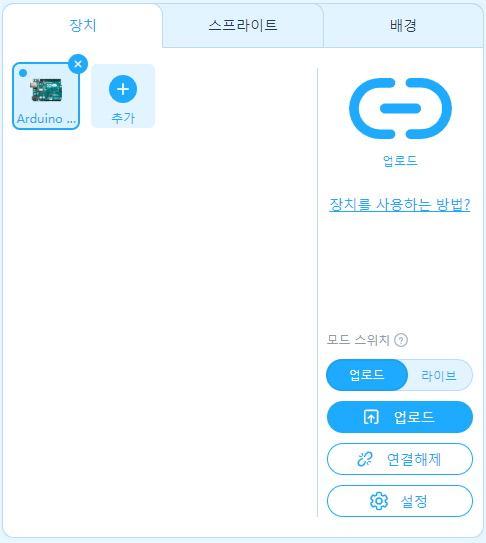 장치
스프라이트
배경
Arduino ...
추가
업로드
장치를 사용하는 방법?
모드 스위치 ?
업로드
라이브
업로드
연결해제
설정